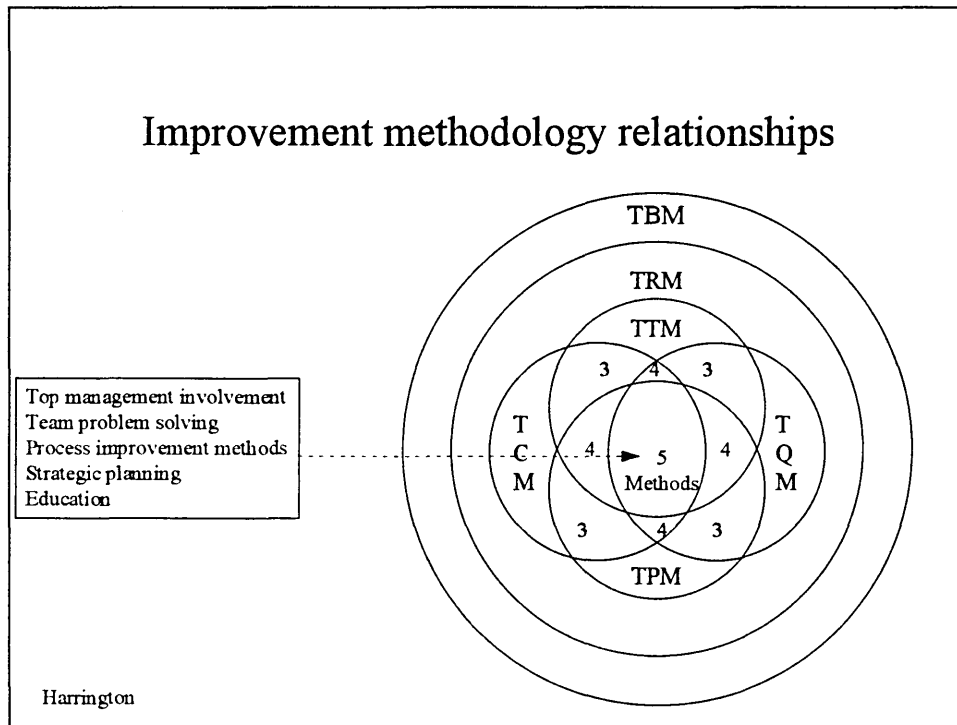 Improvement methodology relationships
TBM
TRM
TTM
3 4 3
Top management involvement
Team problem solving
Process improvement methods
Strategic planning
Education
T
C
M
4
5
Methods
4
T
Q
M
3 4 3
TPM
Harrington